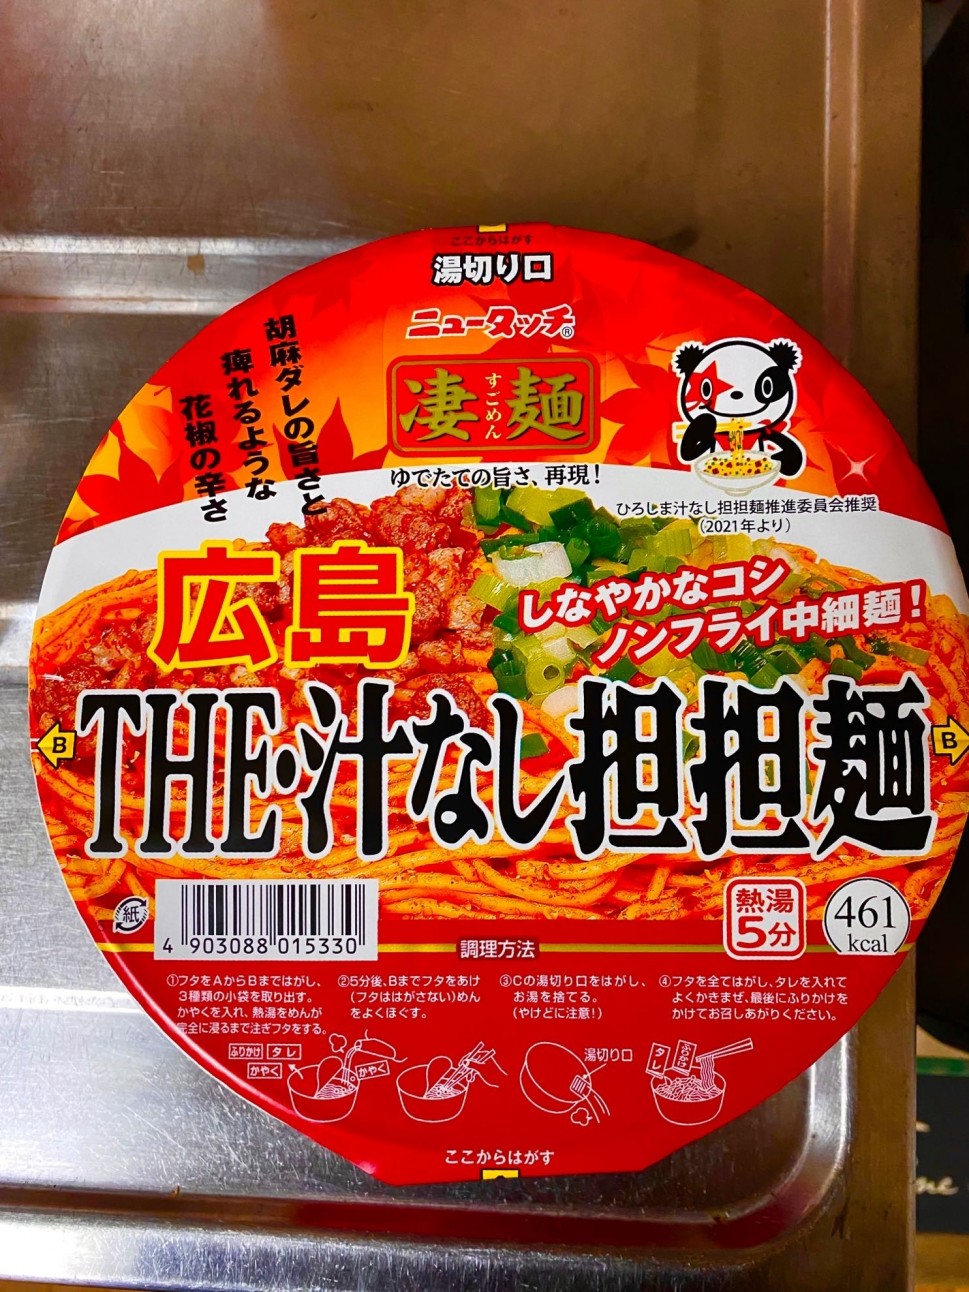 ここからはがす
湯切り口
ニュータッチ®
凄麺
すごめん
ゆでたての旨さ、再現!
胡麻ダレの旨さと
痺れるような
花椒の辛さ
ひろしま汁なし担担麺推進委員会推奨
(2021年より)
広島
しなやかなコシ
ノンフライ中細麺!
THE・汁なし担担麺
B
B
紙
4 903088 015330
熱湯
5分
461
kcal
調理方法
①フタをAからBまではがし、
3種類の小袋を取り出す。
かやくを入れ、熱湯をめんが
完全に浸るまで注ぎフタをする。
②5分後、Bまでフタをあけ
(フタははがさない)めん
をよくほぐす。
③Cの湯切り口をはがし、
お湯を捨てる。
(やけどに注意!)
④フタを全てはがし、タレを入れて
よくかきまぜ、最後にふりかけを
かけてお召しあがりください。
ふりかけ
タレ
かやく
かやく
湯切り口
タレ
ふりかけ
ここからはがす